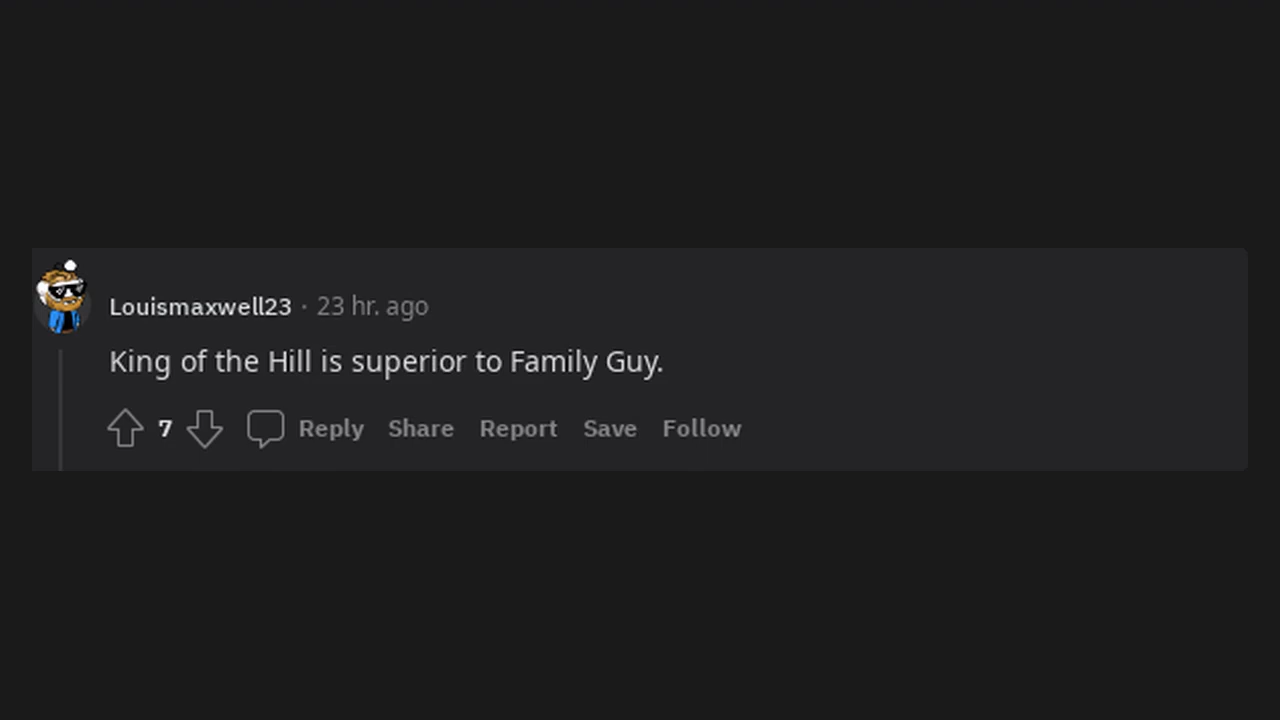 Louismaxwell23 · 23 hr. ago
King of the Hill is superior to Family Guy.
7 Reply Share Report Save Follow